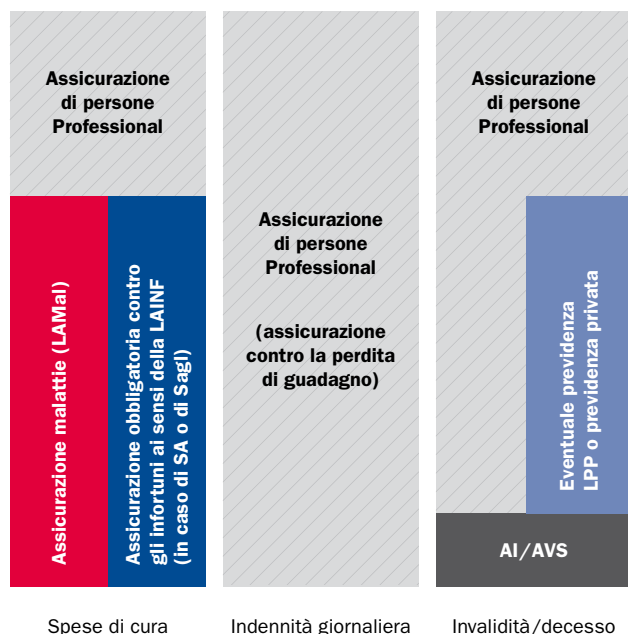 Assicurazione
di persone
Professional
Assicurazione malattie (LAMal)
Assicurazione obbligatoria contro
gli infortuni ai sensi della LAINF
(in caso di SA o di Sagl)
Spese di cura
Assicurazione
di persone
Professional
(assicurazione
contro la perdita
di guadagno)
Indennità giornaliera
Assicurazione
di persone
Professional
Eventuale previdenza
LPP o previdenza privata
AI/AVS
Invalidità/decesso